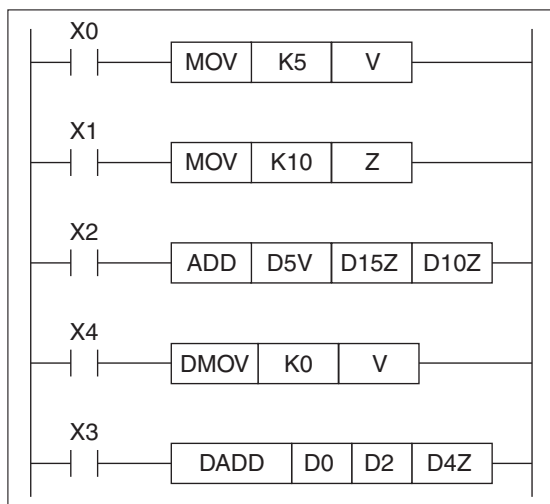 X0
MOV K5 V
X1
MOV K10 Z
X2
ADD D5V D15Z D10Z
X4
DMOV K0 V
X3
DADD D0 D2 D4Z